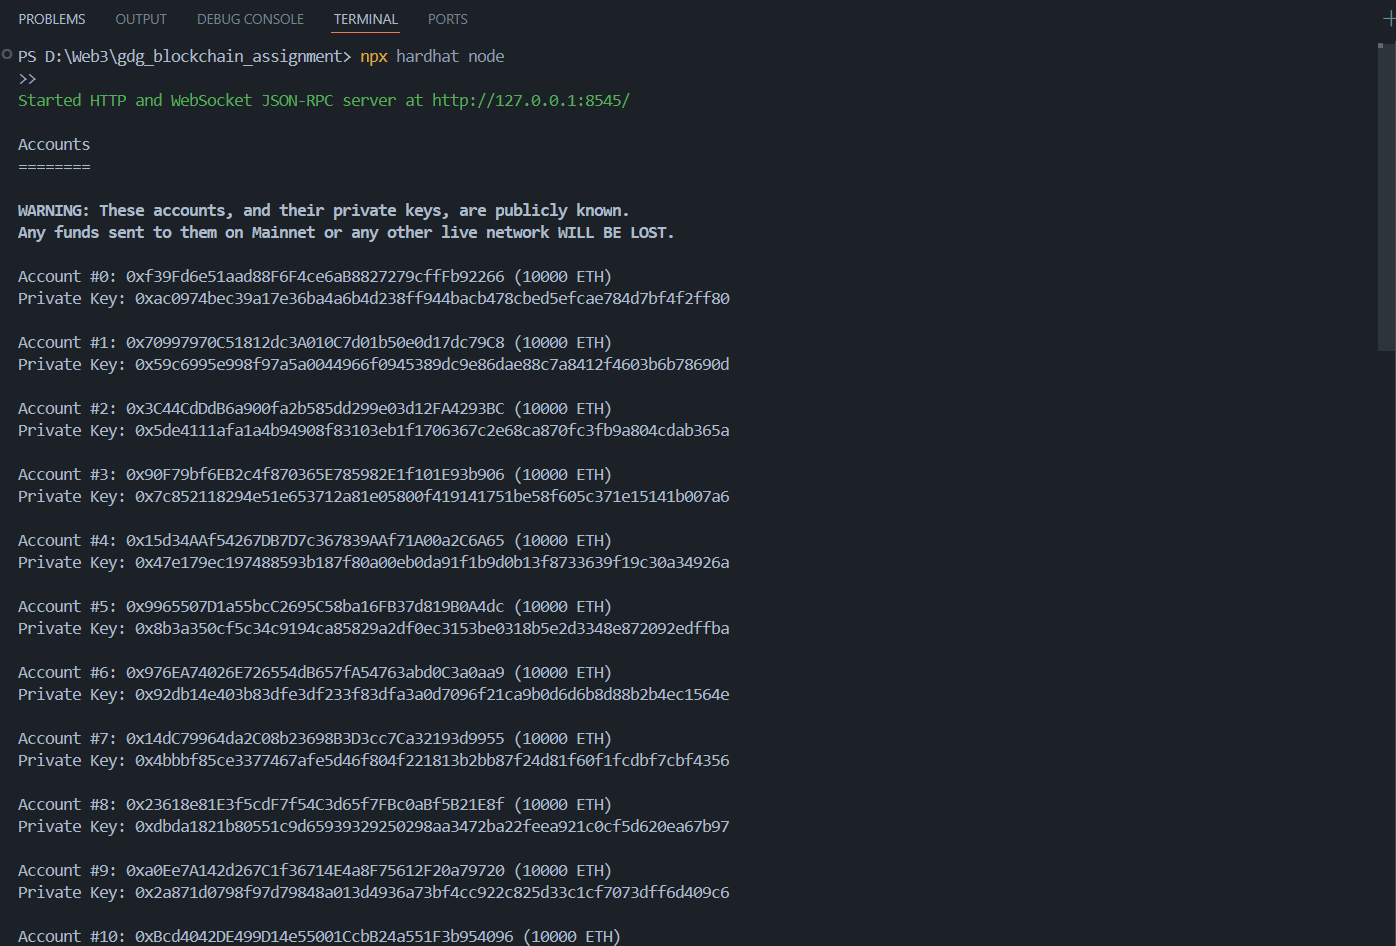 PROBLEMS OUTPUT DEBUG CONSOLE TERMINAL PORTS
PS D:\Web3\gdg_blockchain_assignment> npx hardhat node
>>
Started HTTP and WebSocket JSON-RPC server at http://127.0.0.1:8545/
Accounts
========
WARNING: These accounts, and their private keys, are publicly known.
Any funds sent to them on Mainnet or any other live network WILL BE LOST.
Account #0: 0xf39Fd6e51aad88F6F4ce6aB8827279cffFb92266 (10000 ETH)
Private Key: 0xac0974bec39a17e36ba4a6b4d238ff944bacb478cbed5efcae784d7bf4f2ff80
Account #1: 0x70997970C51812dc3A010C7d01b50e0d17dc79C8 (10000 ETH)
Private Key: 0x59c6995e998f97a5a0044966f0945389dc9e86dae88c7a8412f4603b6b78690d
Account #2: 0x3C44CdDdB6a900fa2b585dd299e03d12FA4293BC (10000 ETH)
Private Key: 0x5de4111afa1a4b94908f83103eb1f1706367c2e68ca870fc3fb9a804cdab365a
Account #3: 0x90F79bf6EB2c4f870365E785982E1f101E93b906 (10000 ETH)
Private Key: 0x7c852118294e51e653712a81e05800f419141751be58f605c371e15141b007a6
Account #4: 0x15d34AAf54267DB7D7c367839AAf71A00a2C6A65 (10000 ETH)
Private Key: 0x47e179ec197488593b187f80a00eb0da91f1b9d0b13f8733639f19c30a34926a
Account #5: 0x9965507D1a55bcC2695C58ba16FB37d819B0A4dc (10000 ETH)
Private Key: 0x8b3a350cf5c34c9194ca85829a2df0ec3153be0318b5e2d3348e872092edffba
Account #6: 0x976EA74026E726554dB657fA54763abd0C3a0aa9 (10000 ETH)
Private Key: 0x92db14e403b83dfe3df233f83dfa3a0d7096f21ca9b0d6d6b8d88b2b4ec1564e
Account #7: 0x14dC79964da2C08b23698B3D3cc7Ca32193d9955 (10000 ETH)
Private Key: 0x4bbbf85ce3377467afe5d46f804f221813b2bb87f24d81f60f1fcdbf7cbf4356
Account #8: 0x23618e81E3f5cdF7f54C3d65f7FBc0aBf5B21E8f (10000 ETH)
Private Key: 0xdbda1821b80551c9d65939329250298aa3472ba22feea921c0cf5d620ea67b97
Account #9: 0xa0Ee7A142d267C1f36714E4a8F75612F20a79720 (10000 ETH)
Private Key: 0x2a871d0798f97d79848a013d4936a73bf4cc922c825d33c1cf7073dff6d409c6
Account #10: 0xBcd4042DE499D14e55001CcbB24a551F3b954096 (10000 ETH)